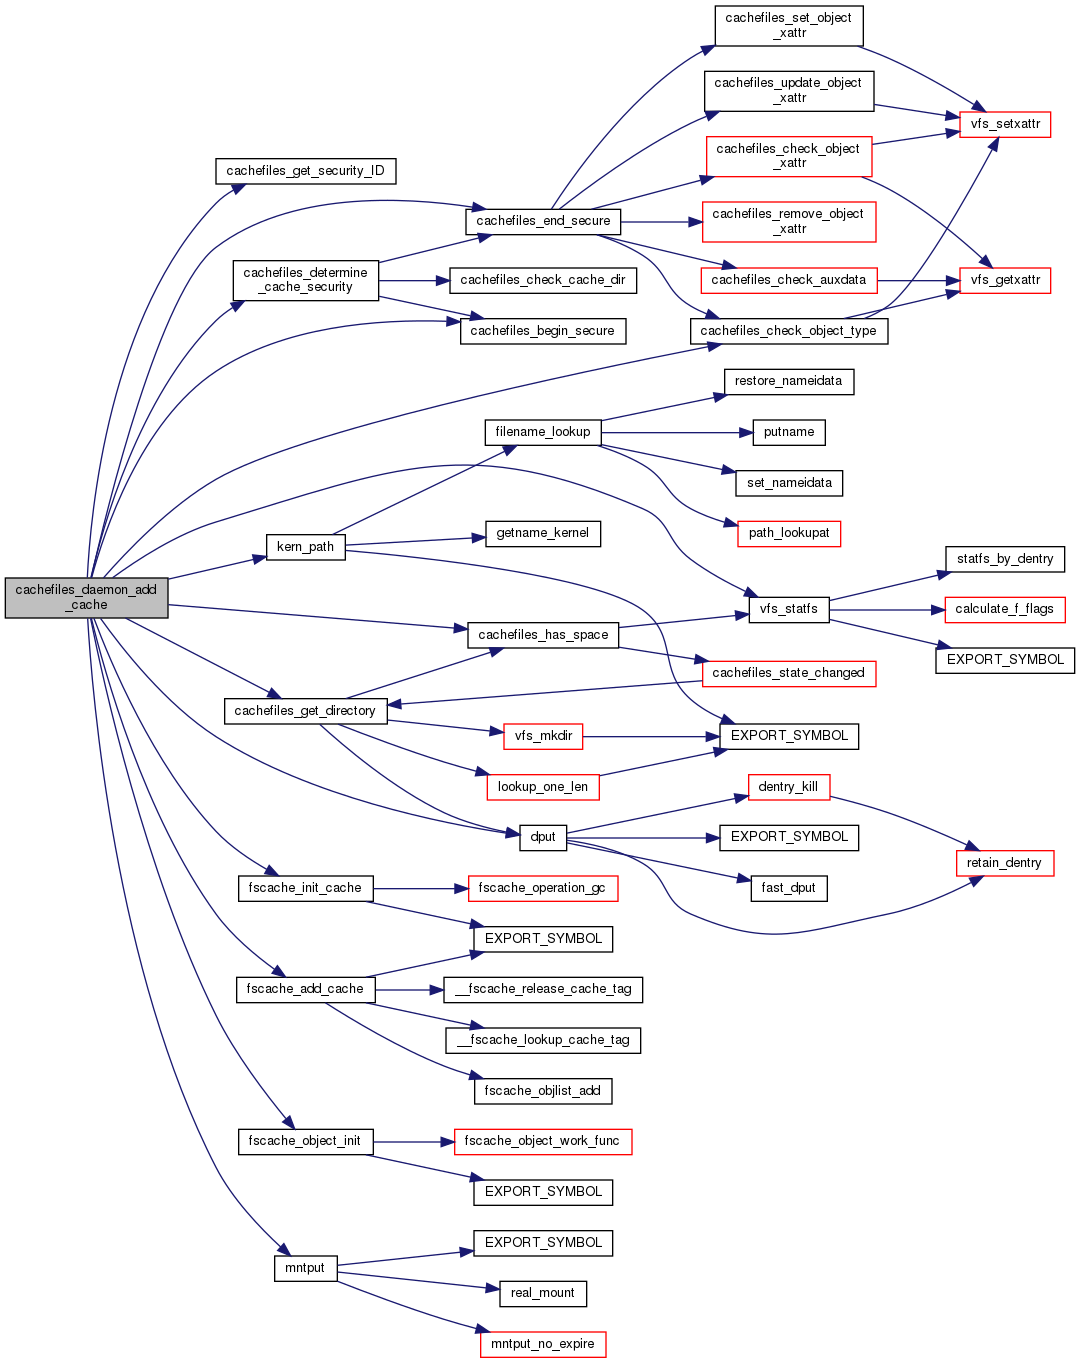 cachefiles_set_object
_xattr
cachefiles_update_object
_xattr
vfs_setxattr
cachefiles_check_object
_xattr
cachefiles_get_security_ID
cachefiles_end_secure
cachefiles_remove_object
_xattr
cachefiles_determine
_cache_security
cachefiles_check_cache_dir
cachefiles_check_auxdata
vfs_getxattr
cachefiles_begin_secure
cachefiles_check_object_type
restore_nameidata
filename_lookup
putname
set_nameidata
kern_path
getname_kernel
path_lookupat
statfs_by_dentry
cachefiles_daemon_add
_cache
vfs_statfs
calculate_f_flags
cachefiles_has_space
EXPORT_SYMBOL
cachefiles_state_changed
cachefiles_get_directory
vfs_mkdir
EXPORT_SYMBOL
lookup_one_len
dentry_kill
dput
EXPORT_SYMBOL
retain_dentry
fscache_init_cache
fscache_operation_gc
fast_dput
EXPORT_SYMBOL
fscache_add_cache
__fscache_release_cache_tag
__fscache_lookup_cache_tag
fscache_objlist_add
fscache_object_init
fscache_object_work_func
EXPORT_SYMBOL
EXPORT_SYMBOL
mntput
real_mount
mntput_no_expire